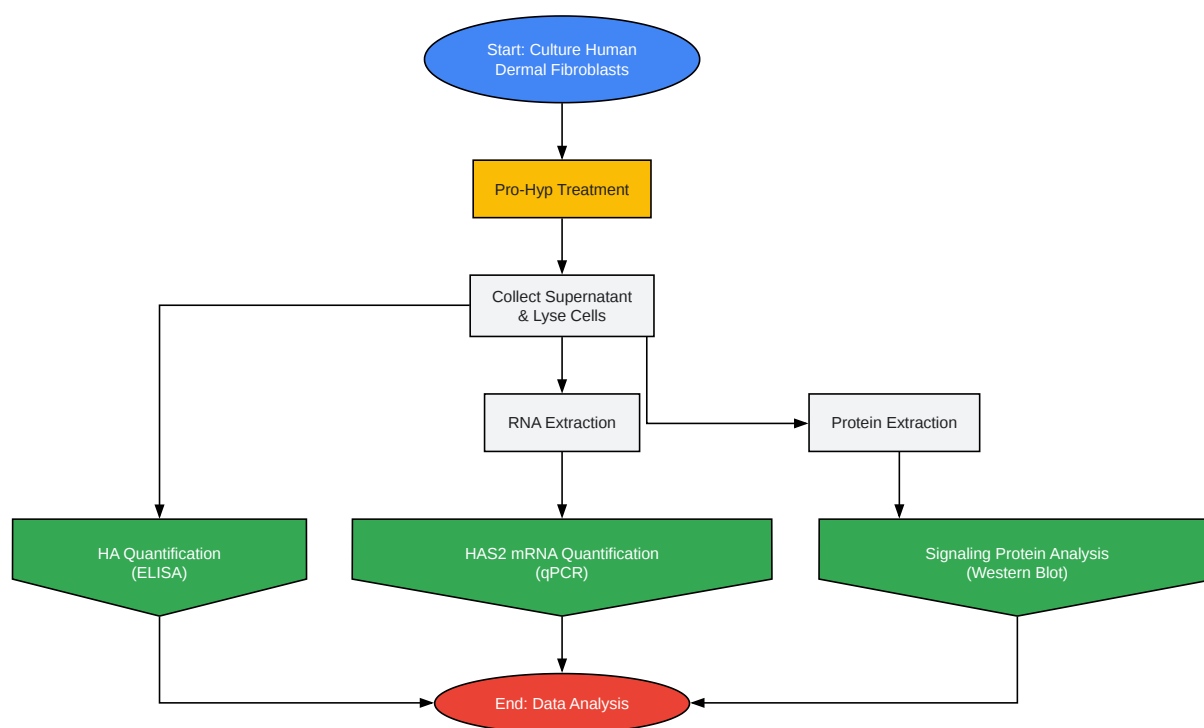 Start: Culture Human
Dermal Fibroblasts
Pro-Hyp Treatment
Collect Supernatant
& Lyse Cells
RNA Extraction
Protein Extraction
HA Quantification
(ELISA)
HAS2 mRNA Quantification
(qPCR)
Signaling Protein Analysis
(Western Blot)
End: Data Analysis